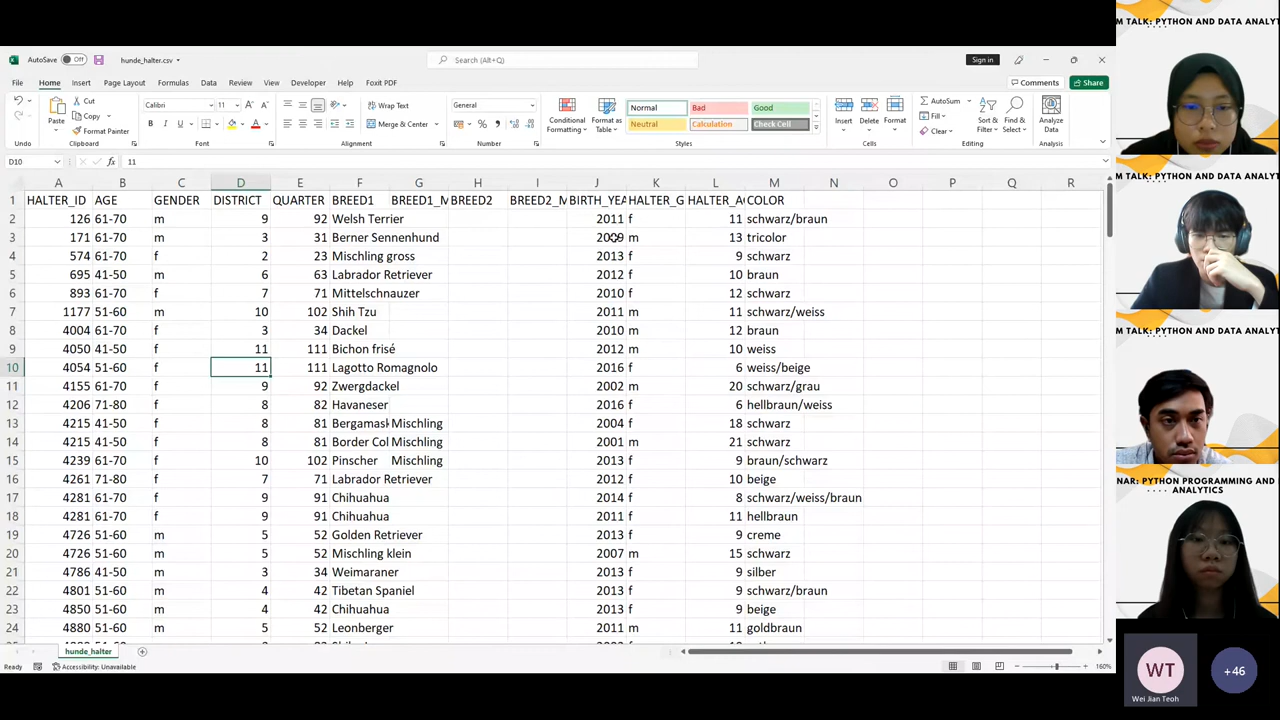 AutoSave Off hunde_halter.csv Search (Alt+Q) Sign in
File Home Insert Page Layout Formulas Data Review View Developer Help Foxit PDF Comments Share
Cut
Copy
Format Painter
Paste
Calibri 11
B I U
Wrap Text
Merge & Center
General
Conditional Formatting
Format as Table
Normal Bad Good
Neutral Calculation Check Cell
Insert Delete Format
AutoSum
Fill
Clear
Sort & Filter
Find & Select
Analyze Data
Undo Clipboard Font Alignment Number Styles Cells Editing Analysis
D10 fx 11
A B C D E F G H I J K L M N O P Q R
1 HALTER_ID AGE GENDER DISTRICT QUARTER BREED1 BREED1_M BREED2 BREED2_M BIRTH_YEA HALTER_G HALTER_A COLOR
2 126 61-70 m 9 92 Welsh Terrier 2011 f 11 schwarz/braun
3 171 61-70 m 3 31 Berner Sennenhund 2009 m 13 tricolor
4 574 61-70 f 2 23 Mischling gross 2013 f 9 schwarz
5 695 41-50 m 6 63 Labrador Retriever 2012 f 10 braun
6 893 61-70 f 7 71 Mittelschnauzer 2010 f 12 schwarz
7 1177 51-60 m 10 102 Shih Tzu 2011 m 11 schwarz/weiss
8 4004 61-70 f 3 34 Dackel 2010 m 12 braun
9 4050 41-50 f 11 111 Bichon frisé 2012 m 10 weiss
10 4054 51-60 f 11 111 Lagotto Romagnolo 2016 f 6 weiss/beige
11 4155 61-70 f 9 92 Zwergdackel 2002 m 20 schwarz/grau
12 4206 71-80 f 8 82 Havaneser 2016 f 6 hellbraun/weiss
13 4215 41-50 f 8 81 Bergamask Mischling 2004 f 18 schwarz
14 4215 41-50 f 8 81 Border Col Mischling 2001 m 21 schwarz
15 4239 61-70 f 10 102 Pinscher Mischling 2013 f 9 braun/schwarz
16 4261 71-80 f 7 71 Labrador Retriever 2012 f 10 beige
17 4281 61-70 f 9 91 Chihuahua 2014 f 8 schwarz/weiss/braun
18 4281 61-70 f 9 91 Chihuahua 2011 f 11 hellbraun
19 4726 51-60 m 5 52 Golden Retriever 2013 f 9 creme
20 4726 51-60 m 5 52 Mischling klein 2007 m 15 schwarz
21 4786 41-50 m 3 34 Weimaraner 2013 f 9 silber
22 4801 51-60 m 4 42 Tibetan Spaniel 2013 f 9 schwarz/braun
23 4850 51-60 m 4 42 Chihuahua 2013 f 9 beige
24 4880 51-60 m 5 52 Leonberger 2011 m 11 goldbraun
hunde_halter
Ready Accessibility: Unavailable 160%
M TALK: PYTHON AND DATA ANALYT
M TALK: PYTHON AND DATA ANALYT
M TALK: PYTHON AND DATA ANALYT
NAR: PYTHON PROGRAMMING AND
ANALYTICS
WT
Wei Jian Teoh
+46